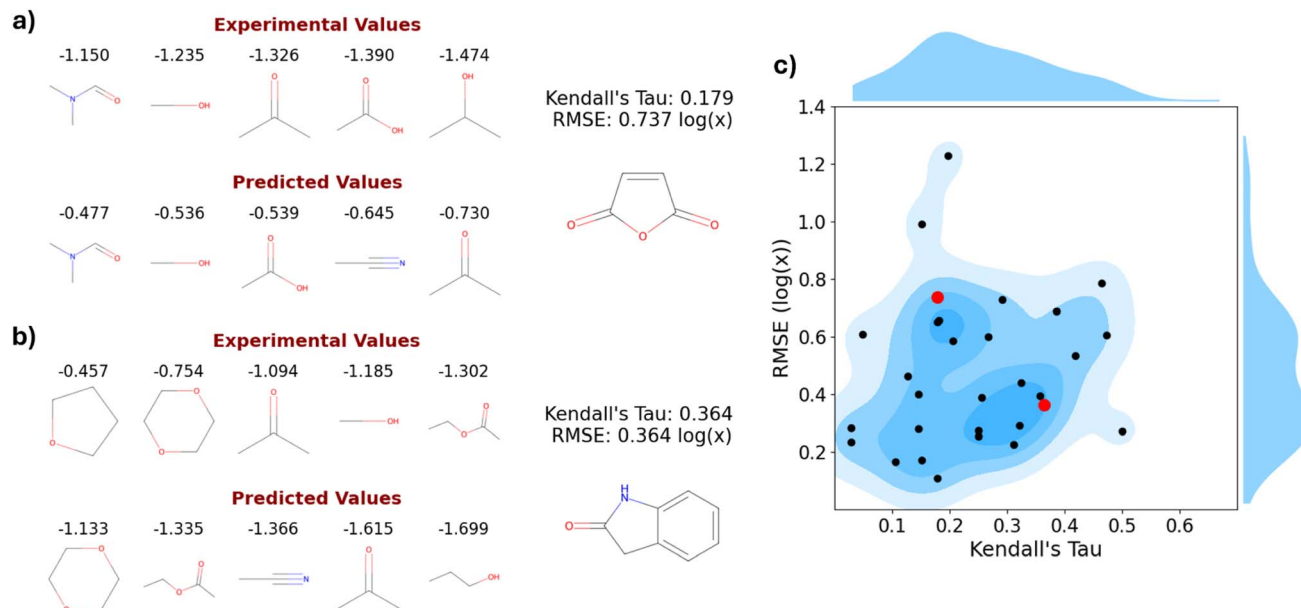 a)
Experimental Values
-1.150 -1.235 -1.326 -1.390 -1.474
N O OH O O OH OH
Kendall's Tau: 0.179
RMSE: 0.737 log(x)
Predicted Values
-0.477 -0.536 -0.539 -0.645 -0.730
N O OH O OH N O
O O O
b)
Experimental Values
-0.457 -0.754 -1.094 -1.185 -1.302
O O O O OH O O
Kendall's Tau: 0.364
RMSE: 0.364 log(x)
Predicted Values
-1.133 -1.335 -1.366 -1.615 -1.699
O O O N O OH
H
N
O
c)
1.4
1.2
1.0
0.8
0.6
0.4
0.2
RMSE (log(x))
0.1 0.2 0.3 0.4 0.5 0.6
Kendall's Tau